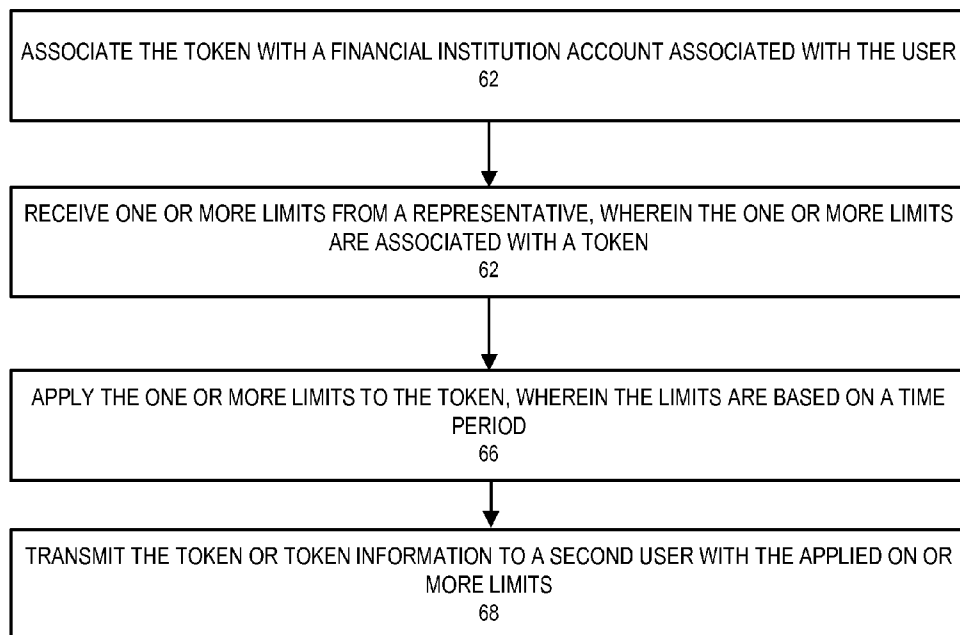 ASSOCIATE THE TOKEN WITH A FINANCIAL INSTITUTION ACCOUNT ASSOCIATED WITH THE USER
62
RECEIVE ONE OR MORE LIMITS FROM A REPRESENTATIVE, WHEREIN THE ONE OR MORE LIMITS
ARE ASSOCIATED WITH A TOKEN
62
APPLY THE ONE OR MORE LIMITS TO THE TOKEN, WHEREIN THE LIMITS ARE BASED ON A TIME
PERIOD
66
TRANSMIT THE TOKEN OR TOKEN INFORMATION TO A SECOND USER WITH THE APPLIED ON OR
MORE LIMITS
68